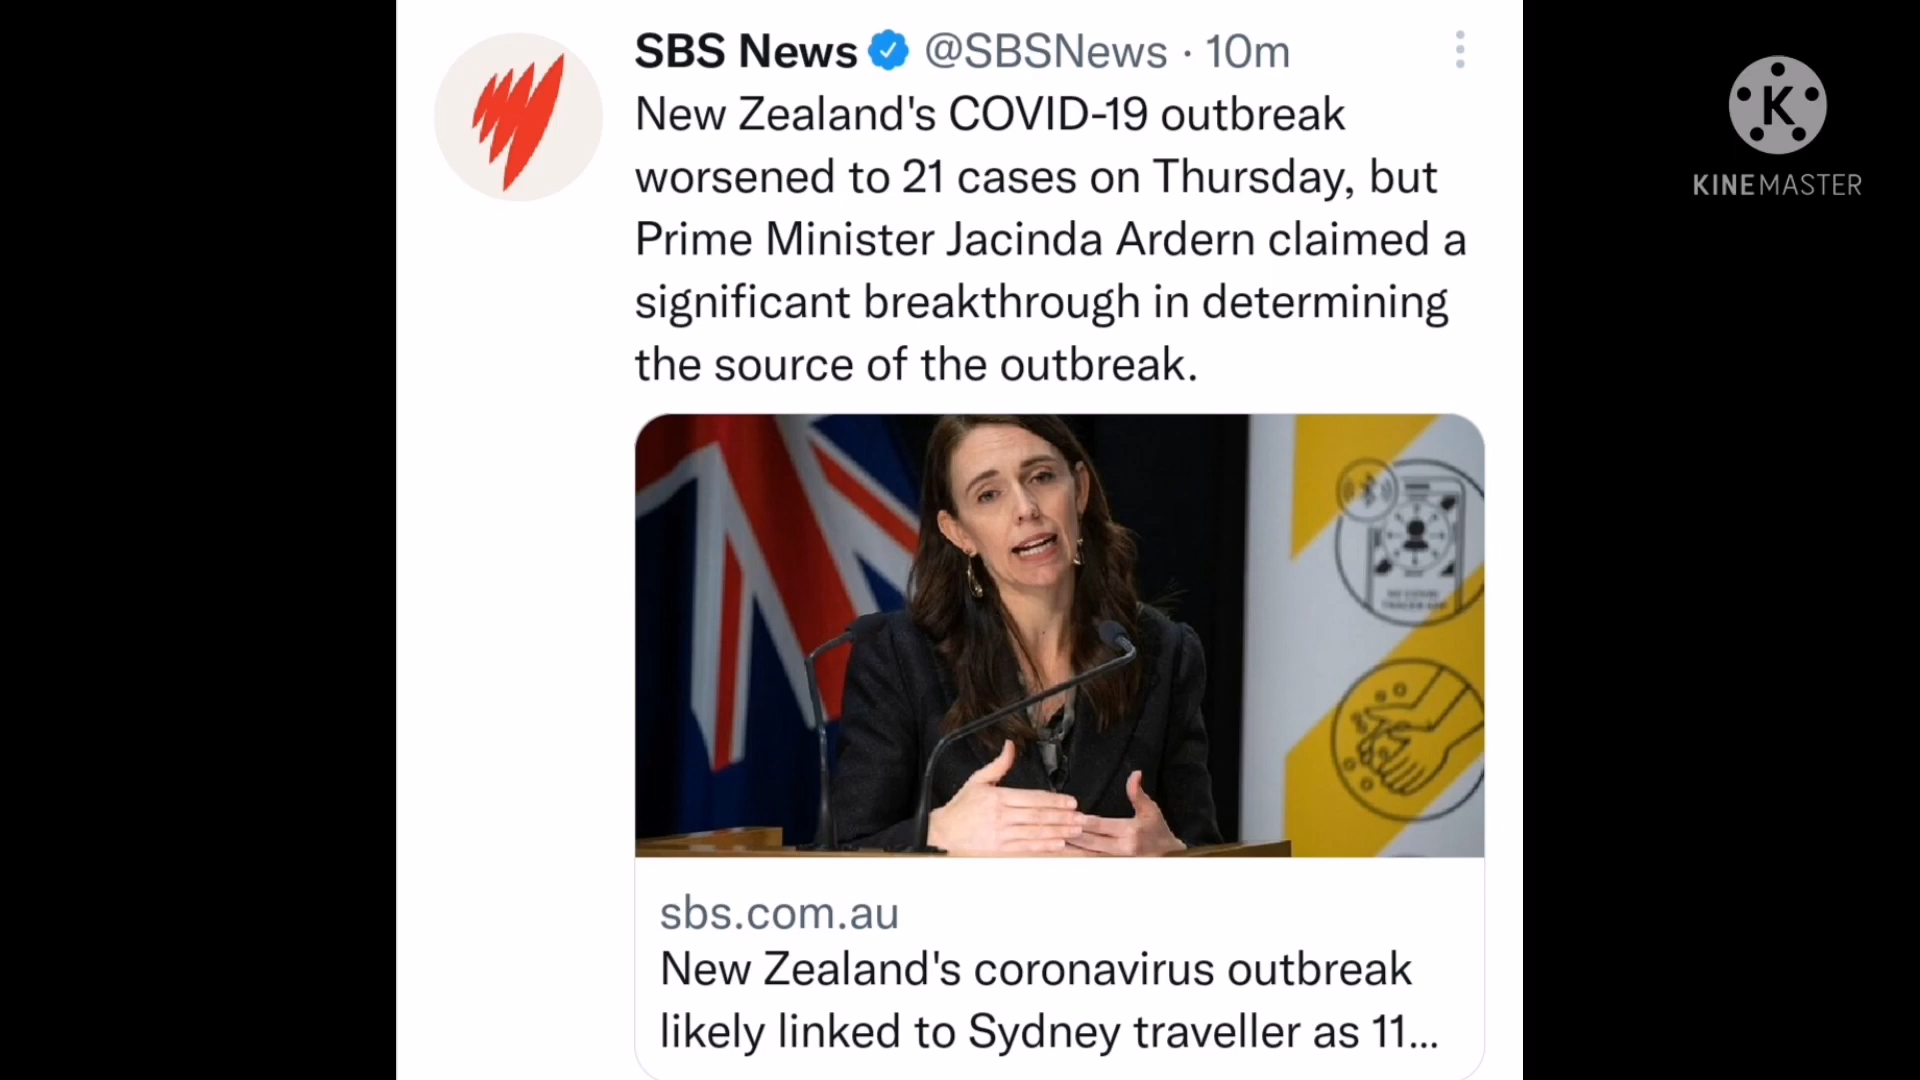 SBS News @SBSNews · 10m
New Zealand's COVID-19 outbreak
worsened to 21 cases on Thursday, but
Prime Minister Jacinda Ardern claimed a
significant breakthrough in determining
the source of the outbreak.
sbs.com.au
New Zealand's coronavirus outbreak
likely linked to Sydney traveller as 11...
K
KINEMASTER